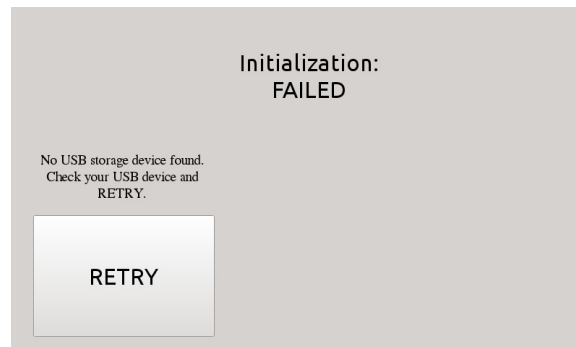 Initialization:
FAILED
No USB storage device found.
Check your USB device and
RETRY.
RETRY